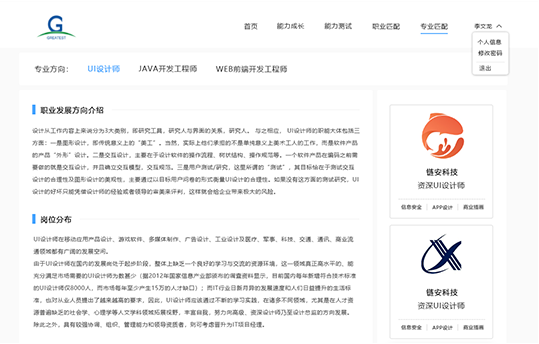 G
GREATEST
首页 能力成长 能力测试 职业匹配 专业匹配 李文龙
个人信息
修改密码
退出
专业方向: UI设计师 JAVA开发工程师 WEB前端开发工程师
职业发展方向介绍
设计从工作内容上来说分为3大类别，即研究工具、研究人与界面的关系、研究人。与之相应， UI设计师的职能大体包括三
方面：一是图形设计，即传统意义上的“美工”。当然，实际上他们承担的不是单纯意义上美术工人的工作，而是软件产品
的产品“外形”设计。二是交互设计，主要在于设计软件的操作流程、树状结构、操作规范等。一个软件产品在编码之前需
要做的就是交互设计，并且确立交互模型，交互规范。三是用户测试/研究，这里所谓的“测试”，其目标恰在于测试交互
设计的合理性及图形设计的美观性，主要通过以目标用户问卷的形式衡量UI设计的合理性。如果没有这方面的测试研究，UI
设计的好坏只能凭借设计师的经验或者领导的审美来评判，这样就会给企业带来极大的风险。
岗位分布
UI设计师在移动应用产品设计、游戏软件、多媒体制作、广告设计、工业设计及医疗、军事、科技、交通、通讯、商业流
通领域都有广阔的发展空间。
由于UI设计师在国内的发展尚处于起步阶段，整体上缺乏一个良好的学习与交流的资源环境，这一领域真正高水平的、能
充分满足市场需要的UI设计师为数甚少（据2012年国家信息产业部颁布的调查资料显示，目前国内每年新增符合技术标准
的UI设计师仅8000人，而市场每年至少产生15万的人才缺口）；而IT行业日新月异的发展速度和人们日益提升的生活标
准，也对从业人员提出了越来越高的要求，因此，UI设计师应该通过不断的学习实践，在诸多不同领域，尤其是在人才资
源普遍缺乏的社会学、心理学等人文学科领域拓展视野，丰富自我，努力向高级、资深设计师乃至设计总监的方向发展。
除此之外，具有较强协调、组织、管理能力和领导资质者，则可考虑晋升为IT项目经理。
链安科技
资深UI设计师
信息安全 APP设计 商业插画
链安科技
资深UI设计师
信息安全 APP设计 商业插画